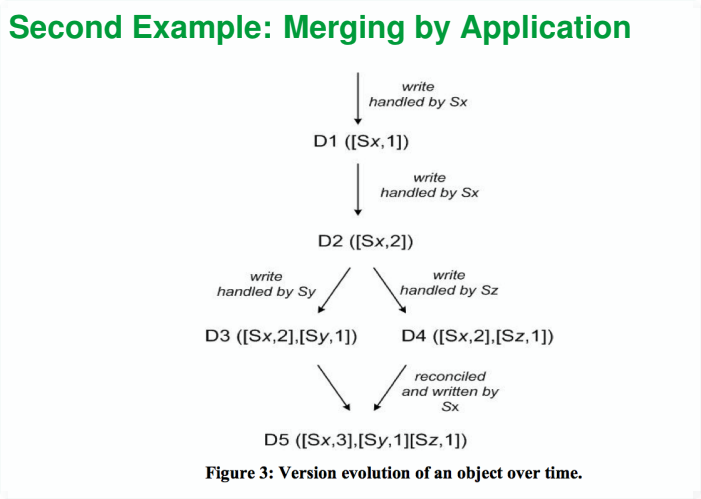 Second Example: Merging by Application
write
handled by Sx
D1 ([Sx,1])
write
handled by Sx
D2 ([Sx,2])
write
handled by Sy
write
handled by Sz
D3 ([Sx,2],[Sy,1])
D4 ([Sx,2],[Sz,1])
reconciled
and written by
Sx
D5 ([Sx,3],[Sy,1][Sz,1])
Figure 3: Version evolution of an object over time.